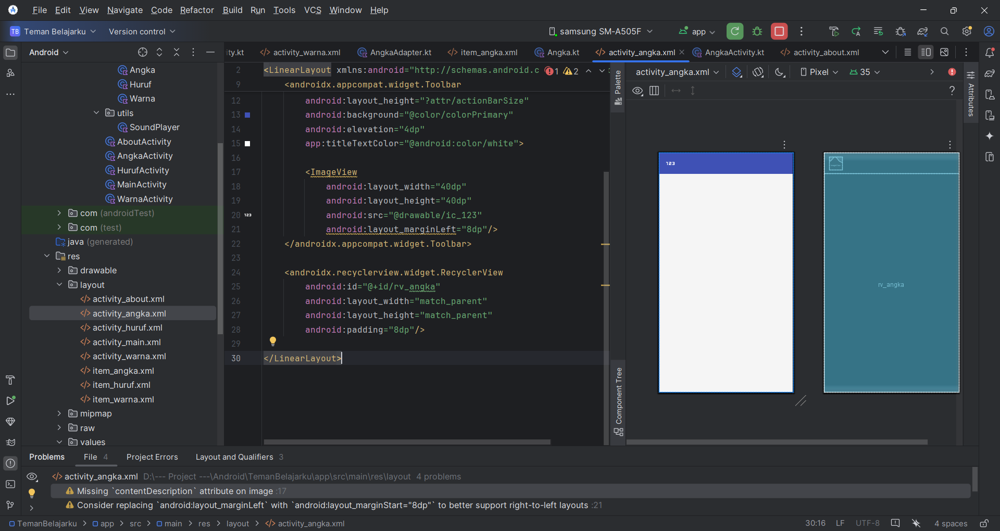 File Edit View Navigate Code Refactor Build Run Tools VCS Window Help
TB Teman Belajarku Version control samsung SM-A505F app
Android
ity.kt activity_warna.xml AngkaAdapter.kt item_angka.xml Angka.kt activity_angka.xml AngkaActivity.kt activity_about.xml
Angka
Huruf
Warna
utils
SoundPlayer
AboutActivity
AngkaActivity
HurufActivity
MainActivity
WarnaActivity
com (androidTest)
com (test)
java (generated)
res
drawable
layout
activity_about.xml
activity_angka.xml
activity_huruf.xml
activity_main.xml
activity_warna.xml
item_angka.xml
item_huruf.xml
item_warna.xml
mipmap
raw
values
2 <LinearLayout xmlns:android="http://schemas.android.c 1 2
9 <androidx.appcompat.widget.Toolbar
12 android:layout_height="?attr/actionBarSize"
13 android:background="@color/colorPrimary"
14 android:elevation="4dp"
15 app:titleTextColor="@android:color/white">
16
17 <ImageView
18 android:layout_width="40dp"
19 android:layout_height="40dp"
20 123 android:src="@drawable/ic_123"
21 android:layout_marginLeft="8dp"/>
22 </androidx.appcompat.widget.Toolbar>
23
24 <androidx.recyclerview.widget.RecyclerView
25 android:id="@+id/rv_angka"
26 android:layout_width="match_parent"
27 android:layout_height="match_parent"
28 android:padding="8dp"/>
29
30 </LinearLayout>
Palette
Component Tree
activity_angka.xml Pixel 35
?
Attributes
123
rv_angka
Problems File 4 Project Errors Layout and Qualifiers 3
activity_angka.xml D:\--- Project ---\Android\TemanBelajarku\app\src\main\res\layout 4 problems
Missing `contentDescription` attribute on image :17
Consider replacing `android:layout_marginLeft` with `android:layout_marginStart="8dp"` to better support right-to-left layouts :21
TemanBelajarku > app > src > main > res > layout > activity_angka.xml 30:16 LF UTF-8 4 spaces